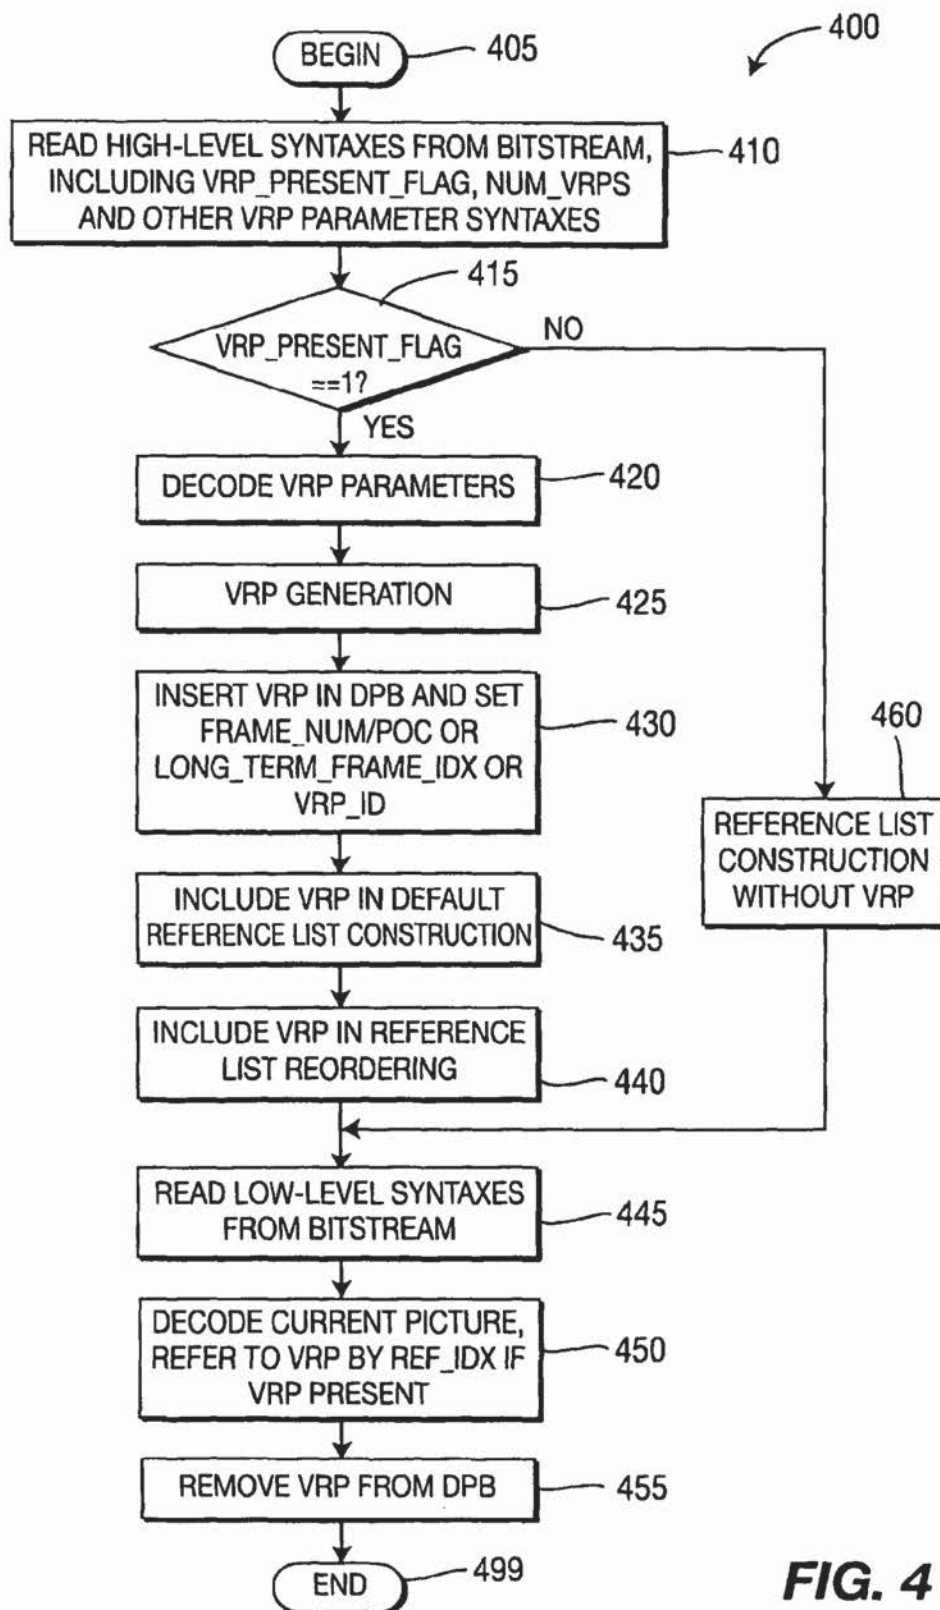 400
BEGIN
405
READ HIGH-LEVEL SYNTAXES FROM BITSTREAM,
INCLUDING VRP_PRESENT_FLAG, NUM_VRPS
AND OTHER VRP PARAMETER SYNTAXES
410
415
VRP_PRESENT_FLAG
==1?
NO
YES
DECODE VRP PARAMETERS
420
VRP GENERATION
425
INSERT VRP IN DPB AND SET
FRAME_NUM/POC OR
LONG_TERM_FRAME_IDX OR
VRP_ID
430
460
REFERENCE LIST
CONSTRUCTION
WITHOUT VRP
INCLUDE VRP IN DEFAULT
REFERENCE LIST CONSTRUCTION
435
INCLUDE VRP IN REFERENCE
LIST REORDERING
440
READ LOW-LEVEL SYNTAXES
FROM BITSTREAM
445
DECODE CURRENT PICTURE,
REFER TO VRP BY REF_IDX IF
VRP PRESENT
450
REMOVE VRP FROM DPB
455
END
499
FIG. 4